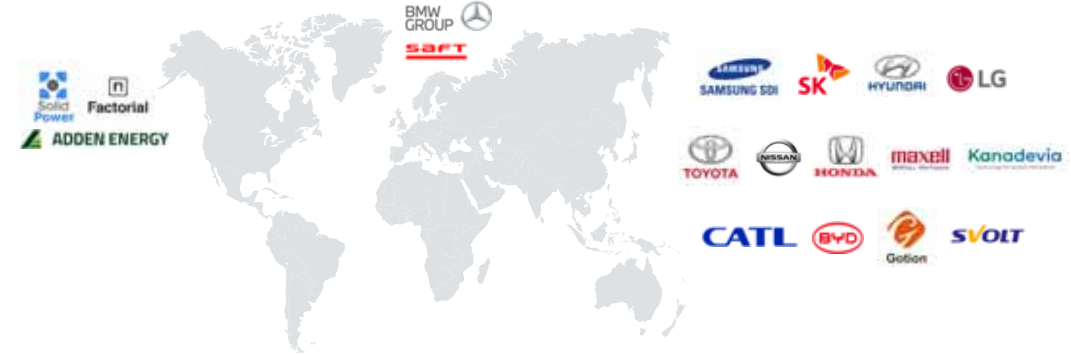 BMW
GROUP
saft
Solid
Power
n
Factorial
ADDEN ENERGY
SAMSUNG
SAMSUNG SDI
SK
HYUNDAI
LG
TOYOTA
NISSAN
HONDA
maxell
Kanadevia
CATL
BYD
Gotion
SVOLT